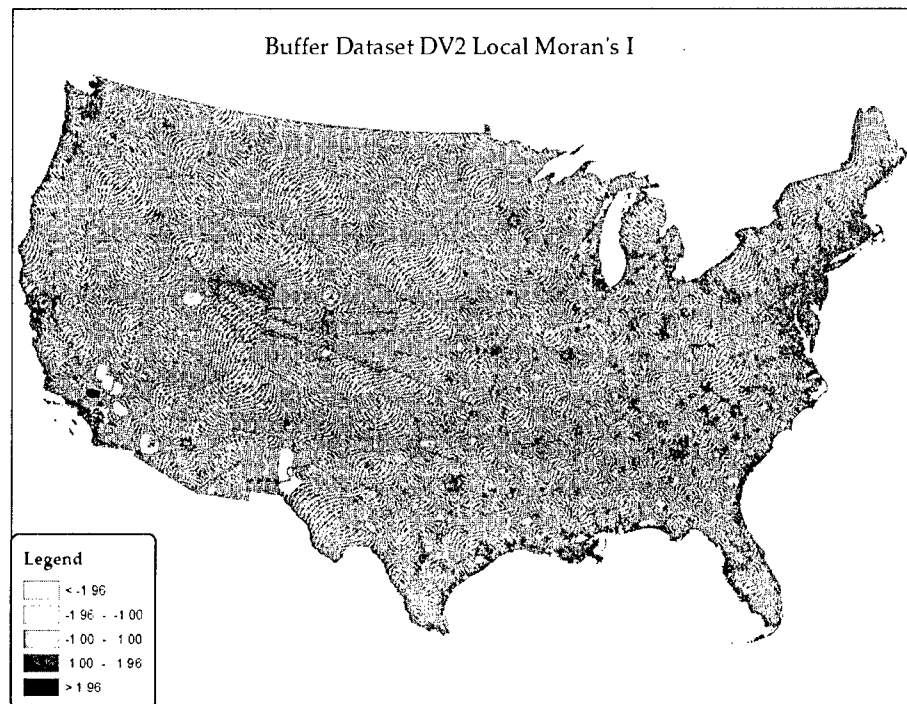 Buffer Dataset DV2 Local Moran's I
Legend
< -1 96
-1 96 - -1 00
-1 00 - 1 00
1 00 - 1 96
> 1 96